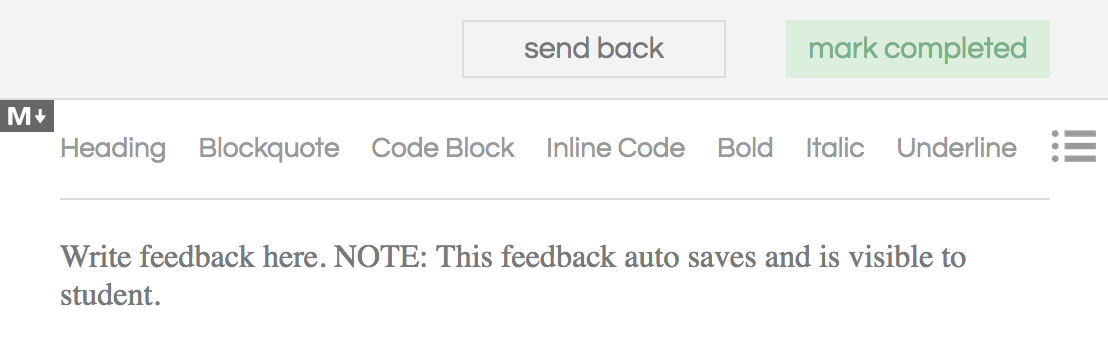 send back mark completed
M↓
Heading Blockquote Code Block Inline Code Bold Italic Underline
Write feedback here. NOTE: This feedback auto saves and is visible to
student.